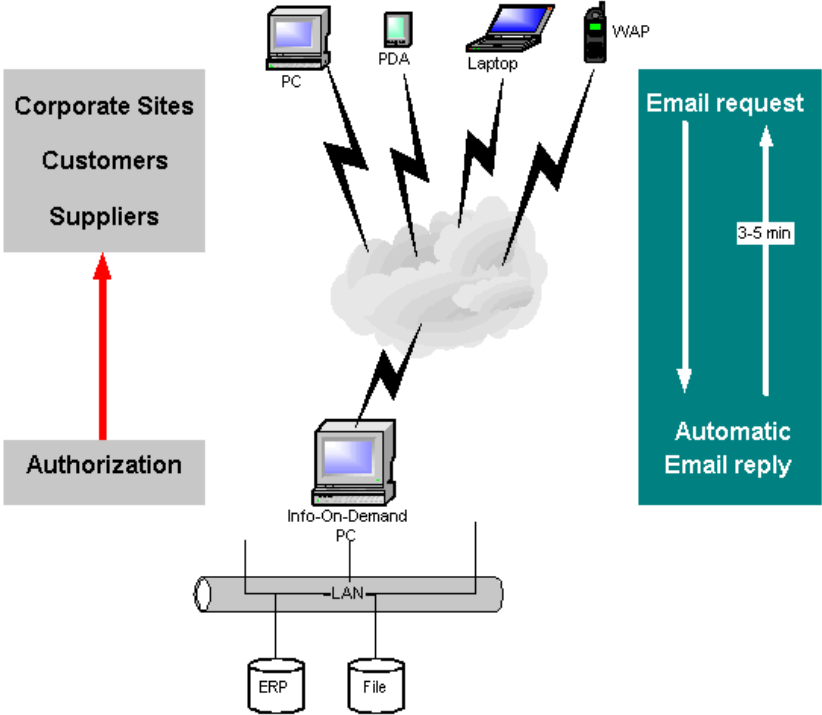 PC
PDA
Laptop
WAP
Corporate Sites
Customers
Suppliers
Authorization
Email request
3-5 min
Automatic
Email reply
Info-On-Demand
PC
LAN
ERP
File